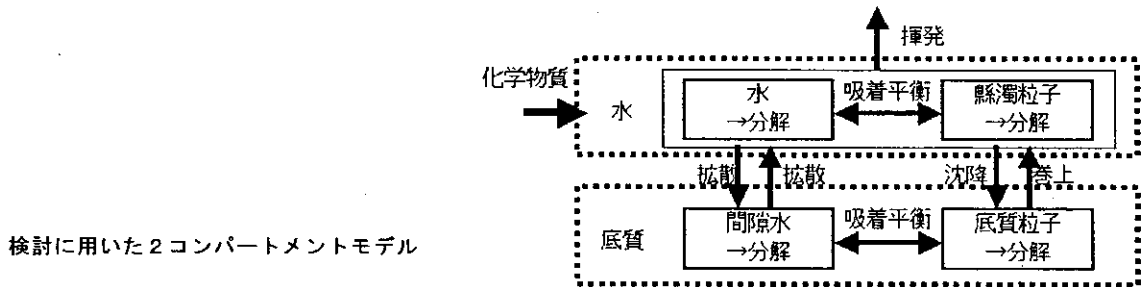 揮発
化学物質
水
水
→分解
吸着平衡
懸濁粒子
→分解
拡散
拡散
沈降
巻上
底質
間隙水
→分解
吸着平衡
底質粒子
→分解
検討に用いた2コンパートメントモデル